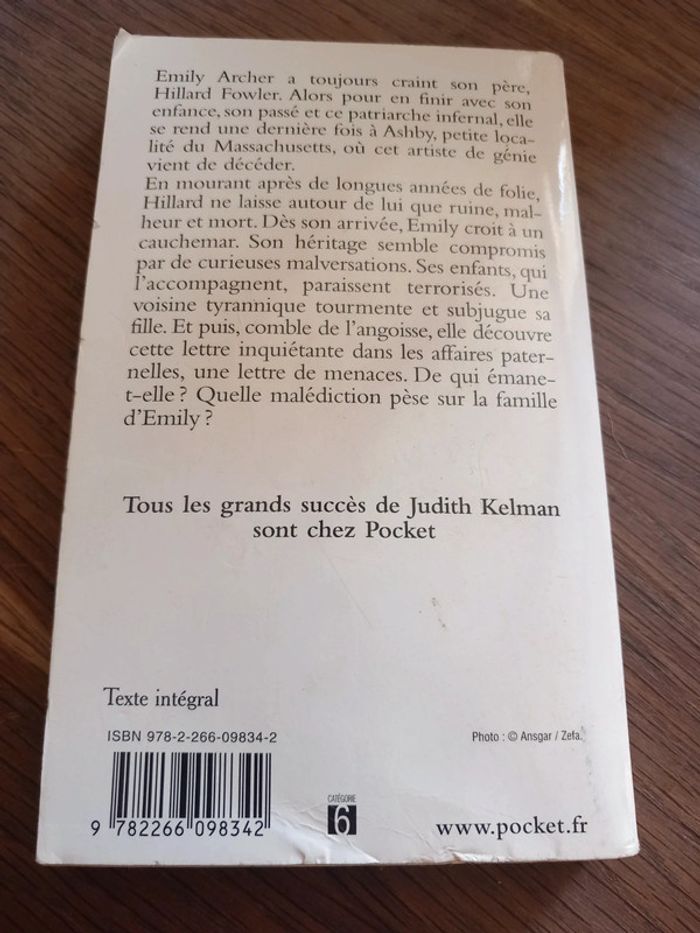 Emily Archer a toujours craint son père,
Hillard Fowler. Alors pour en finir avec son
enfance, son passé et ce patriarche infernal, elle
se rend une dernière fois à Ashby, petite loca-
lité du Massachusetts, où cet artiste de génie
vient de décéder.
En mourant après de longues années de folie,
Hillard ne laisse autour de lui que ruine, mal-
heur et mort. Dès son arrivée, Emily croit à un
cauchemar. Son héritage semble compromis
par de curieuses malversations. Ses enfants, qui
l'accompagnent, paraissent terrorisés. Une
voisine tyrannique tourmente et subjugue sa
fille. Et puis, comble de l'angoisse, elle découvre
cette lettre inquiétante dans les affaires pater-
nelles, une lettre de menaces. De qui émane-
t-elle ? Quelle malédiction pèse sur la famille
d'Emily ?
Tous les grands succès de Judith Kelman
sont chez Pocket
Texte intégral
ISBN 978-2-266-09834-2
Photo : © Ansgar / Zefa.
9 782266 098342
CATÉGORIE
6
www.pocket.fr